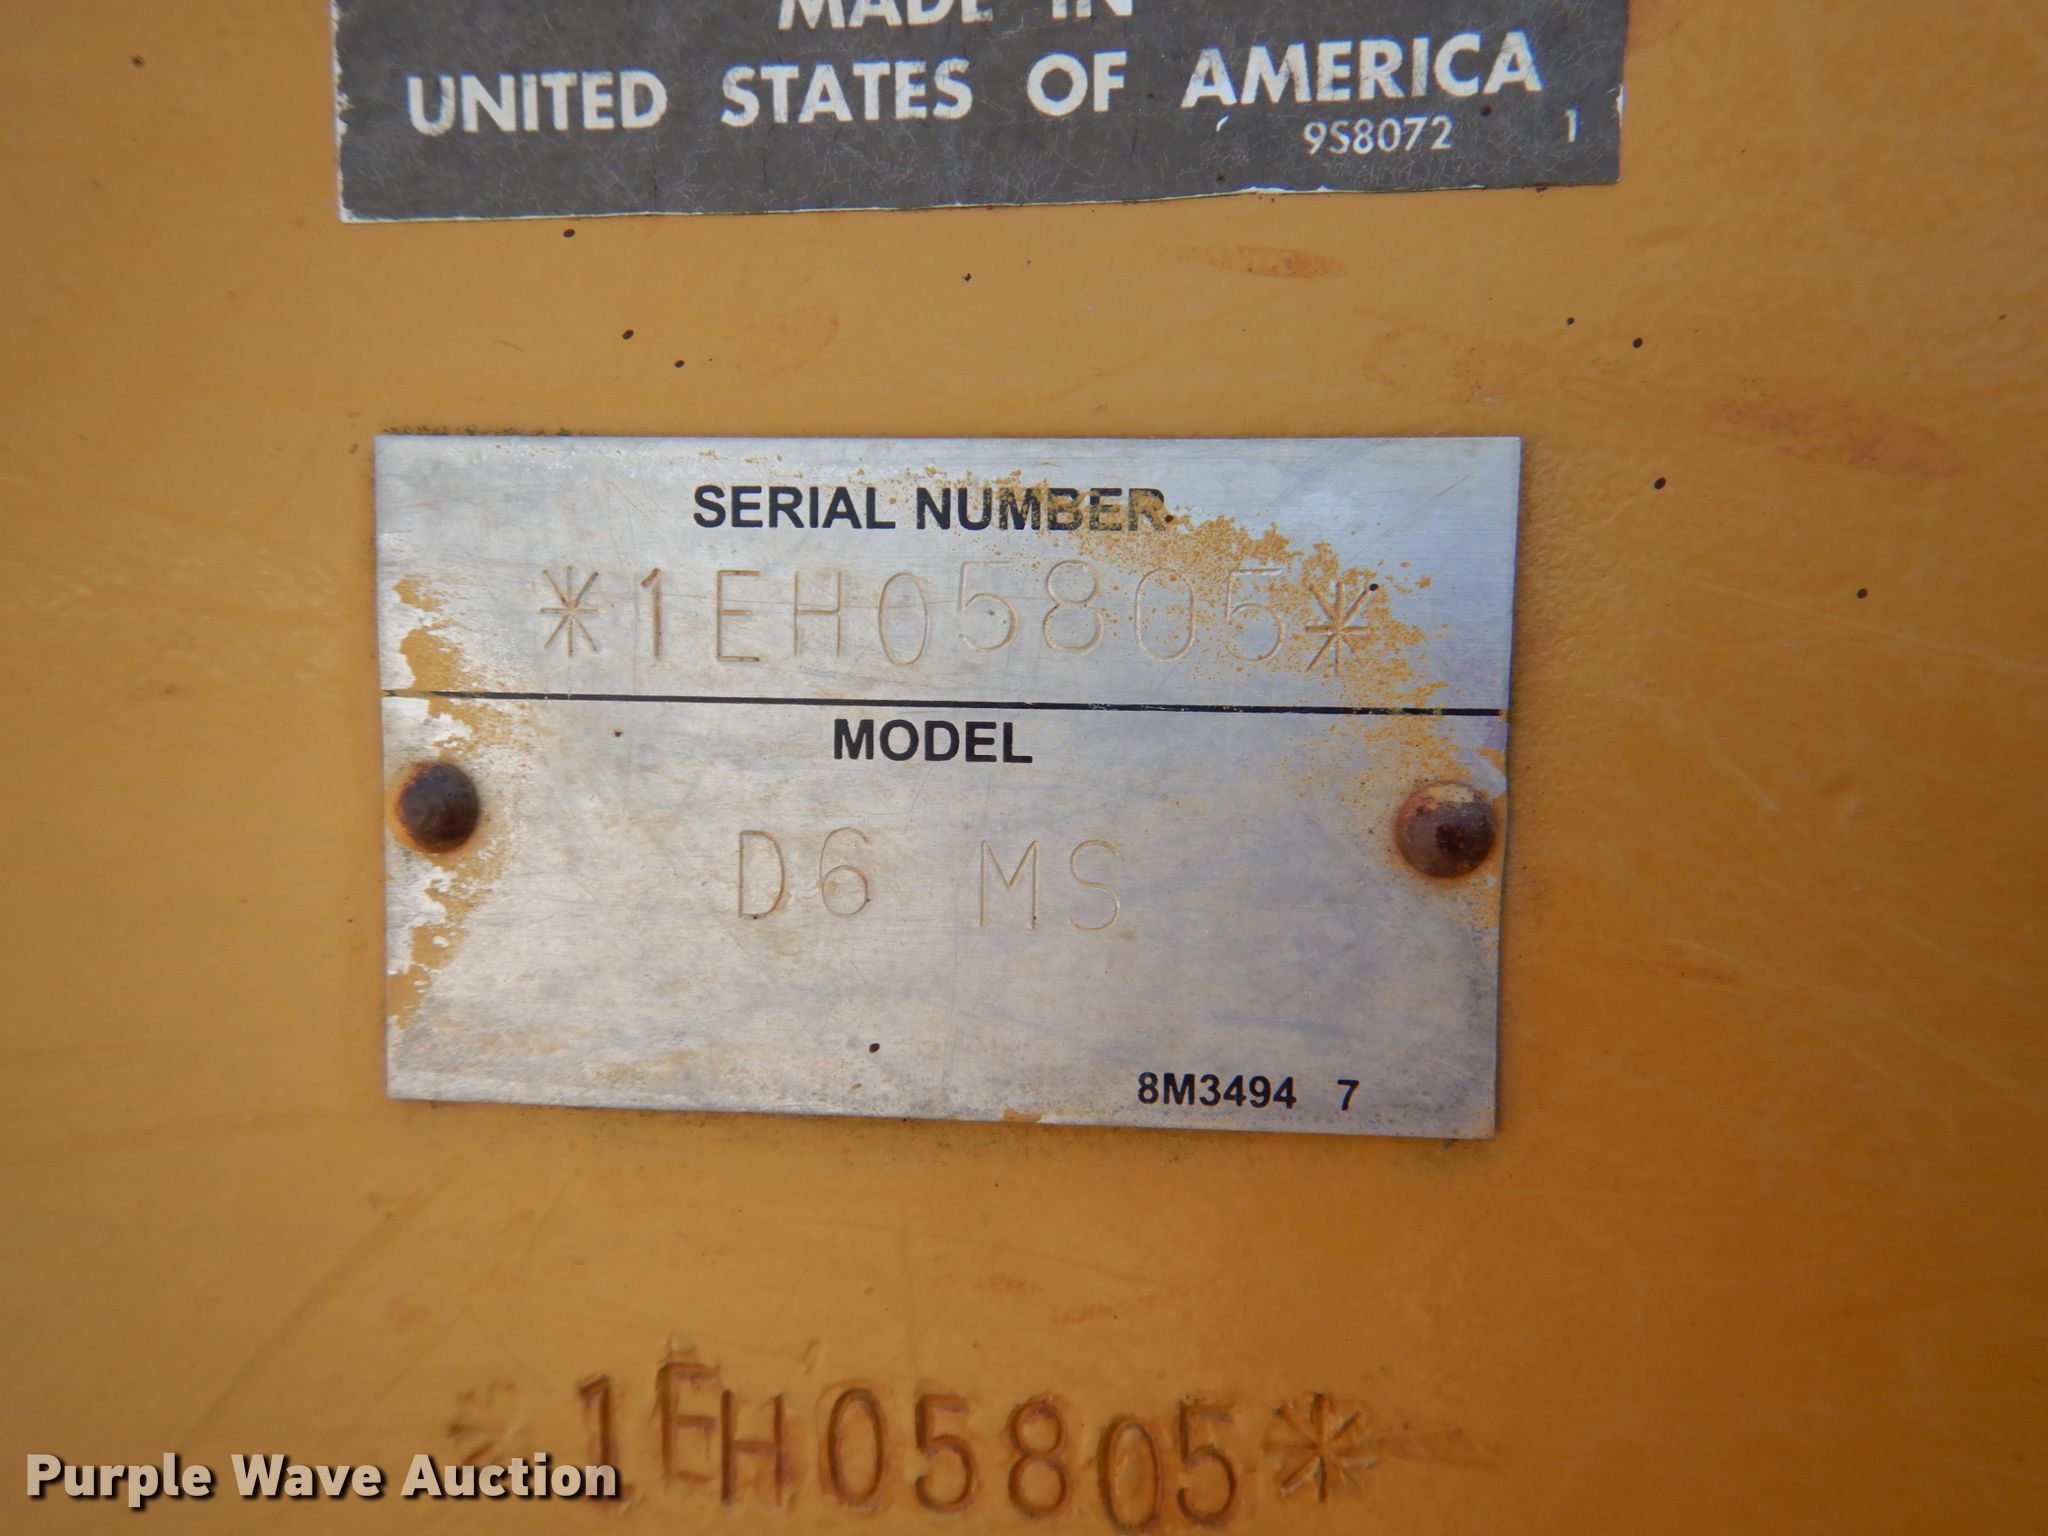 MADE IN
UNITED STATES OF AMERICA
9S8072 1
SERIAL NUMBER
*1EH05805*
MODEL
D6 MS
8M3494 7
*1EH05805*
Purple Wave Auction